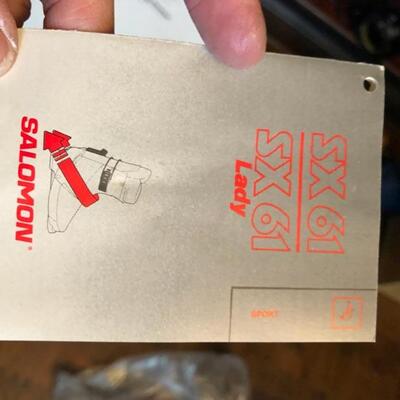 SX 61
SX 61
Lady
SPORT
SALOMON